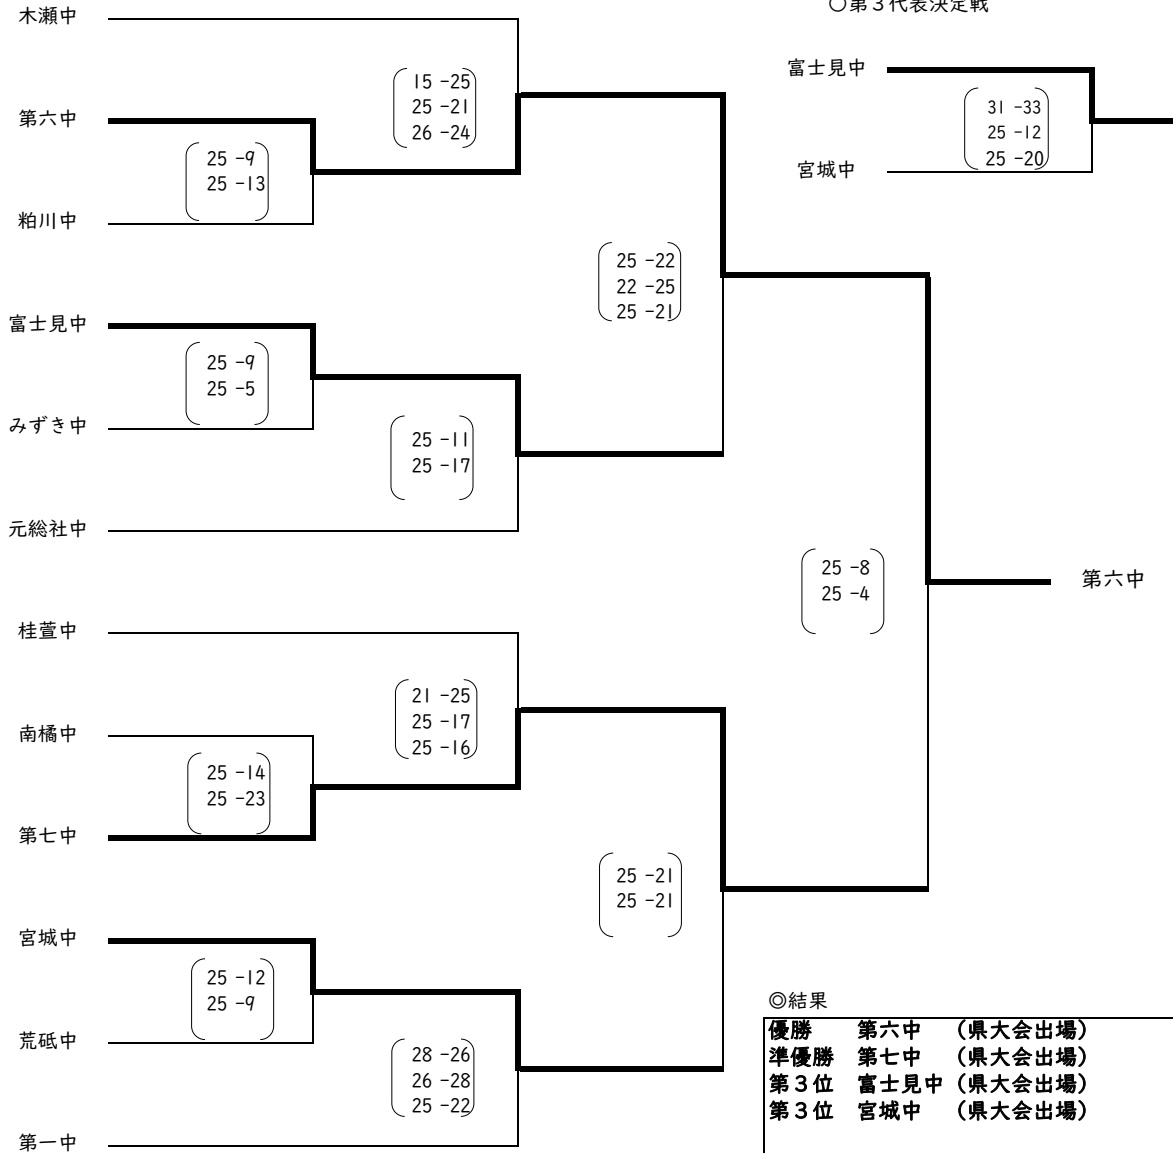 木瀬中
○第３代表決定戦
富士見中
15 -25
25 -21
26 -24
31 -33
25 -12
25 -20
第六中
25 -9
25 -13
宮城中
粕川中
25 -22
22 -25
25 -21
富士見中
25 -9
25 -5
みずき中
25 -11
25 -17
元総社中
25 -8
25 -4
第六中
桂萱中
21 -25
25 -17
25 -16
南橘中
25 -14
25 -23
第七中
25 -21
25 -21
宮城中
25 -12
25 -9
荒砥中
28 -26
26 -28
25 -22
第一中
◎結果
優勝 第六中 （県大会出場）
準優勝 第七中 （県大会出場）
第３位 富士見中 （県大会出場）
第３位 宮城中 （県大会出場）